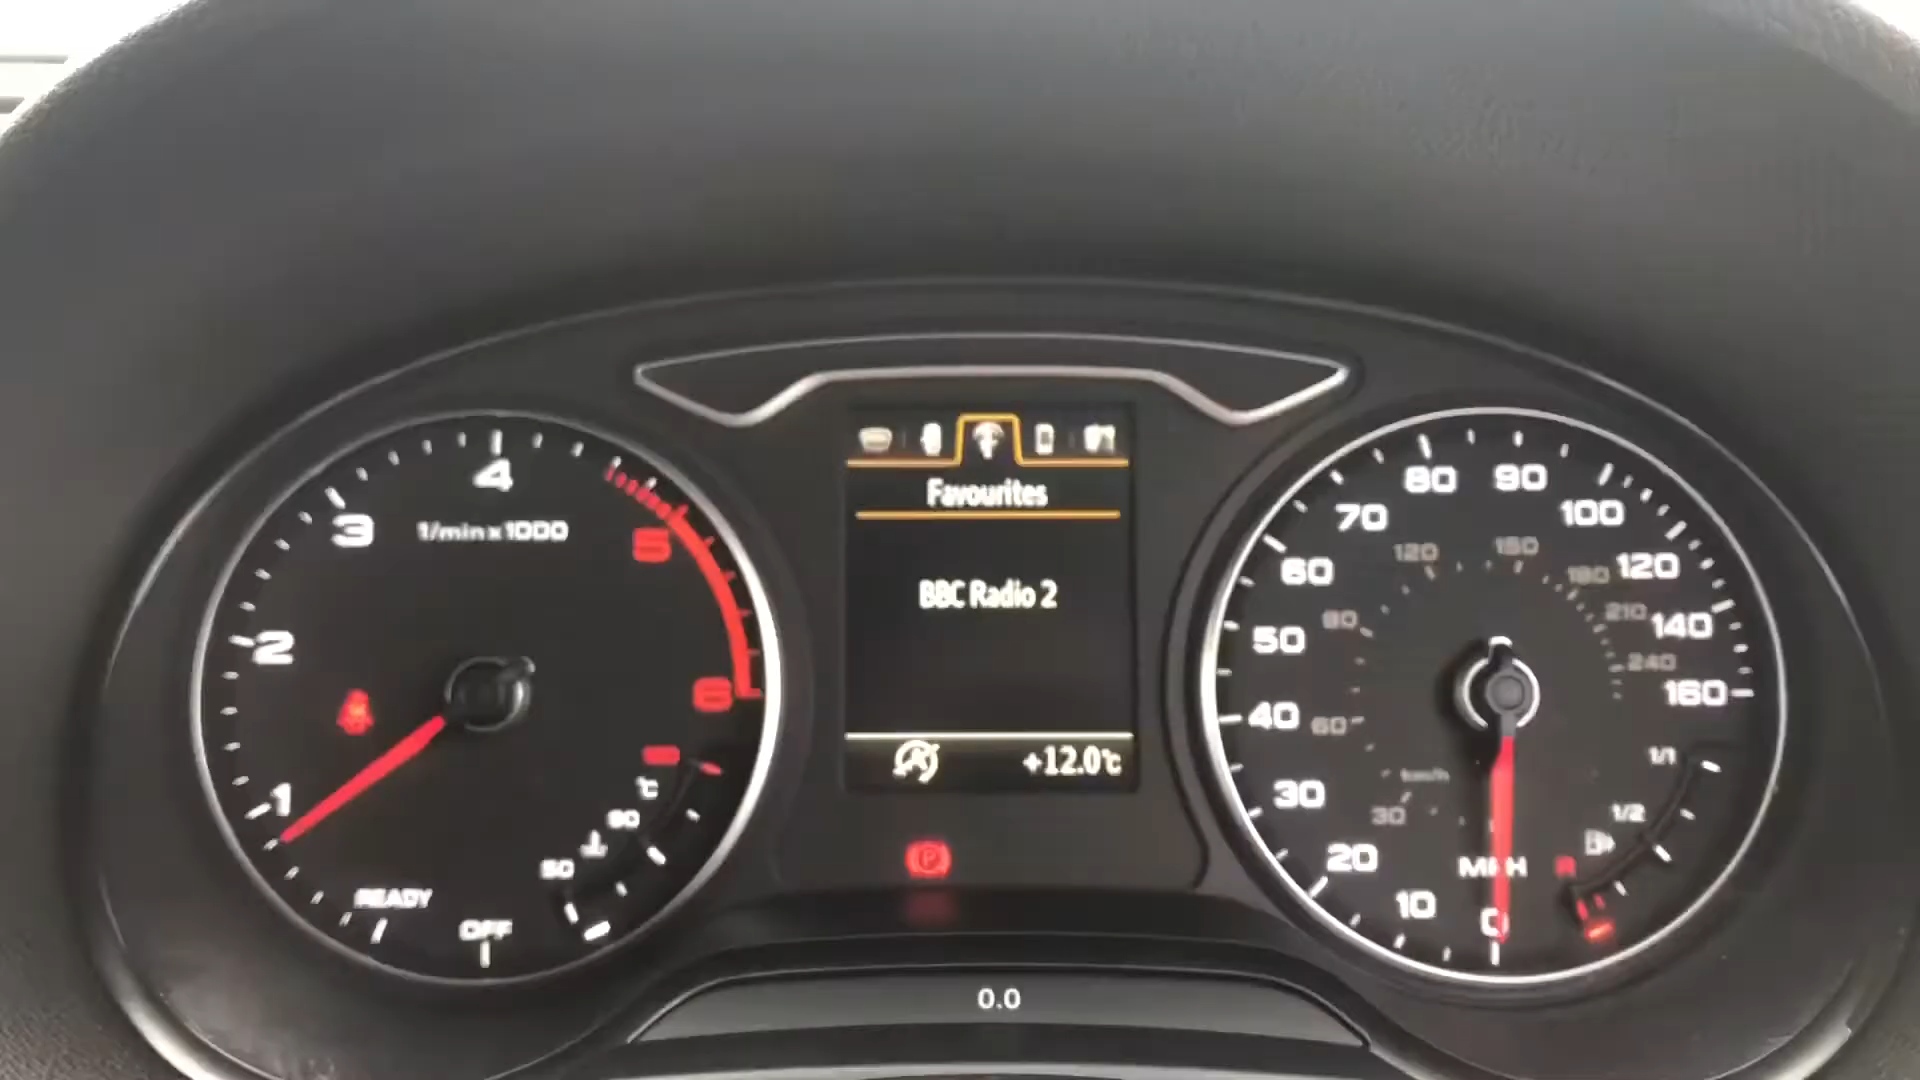 Favourites
BBC Radio 2
+12.0°C
0.0
1/min x 1000
1
2
3
4
5
6
READY
OFF
°C
50
90
0
10
20
30
40
50
60
70
80
90
100
120
140
160
MPH
km/h
30
60
120
150
180
210
240
1/1
1/2
R
P